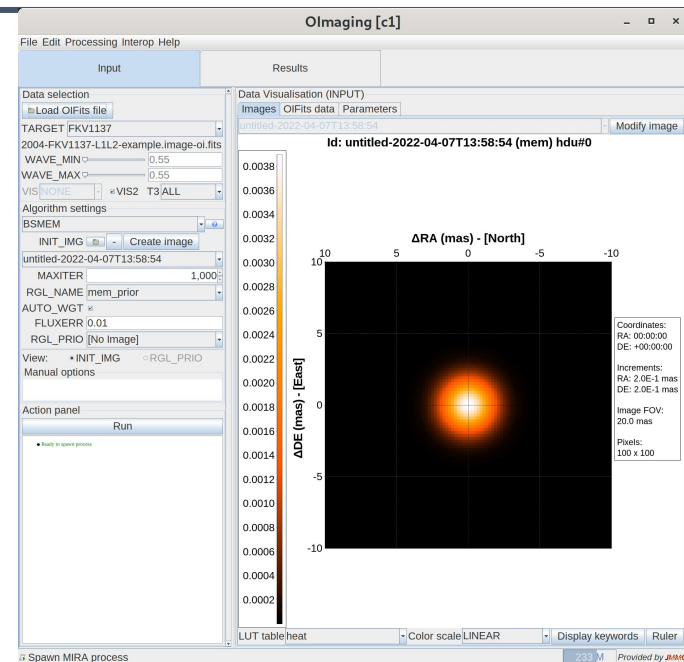 OImaging [c1]
File Edit Processing Interop Help
Input
Results
Data selection
Load OIFits file
TARGET FKV1137
2004-FKV1137-L1L2-example.image-oi.fits
WAVE_MIN 0.55
WAVE_MAX 0.55
VIS NONE VIS2 T3 ALL
Algorithm settings
BSMEM
INIT_IMG - Create image
untitled-2022-04-07T13:58:54
MAXITER 1,000
RGL_NAME mem_prior
AUTO_WGT
FLUXERR 0.01
RGL_PRIO [No Image]
View: INIT_IMG RGL_PRIO
Manual options
Action panel
Run
Ready to spawn process
Data Visualisation (INPUT)
Images OIFits data Parameters
untitled-2022-04-07T13:58:54 Modify image
Id: untitled-2022-04-07T13:58:54 (mem) hdu#0
0.0038
0.0036
0.0034
0.0032
0.0030
0.0028
0.0026
0.0024
0.0022
0.0020
0.0018
0.0016
0.0014
0.0012
0.0010
0.0008
0.0006
0.0004
0.0002
ΔRA (mas) - [North]
10 5 0 -5 -10
ΔDE (mas) - [East]
10
5
0
-5
-10
Coordinates:
RA: 00:00:00
DE: +00:00:00
Increments:
RA: 2.0E-1 mas
DE: 2.0E-1 mas
Image FOV:
20.0 mas
Pixels:
100 x 100
LUT table heat Color scale LINEAR Display keywords Ruler
Spawn MIRA process
233 M Provided by JMMC